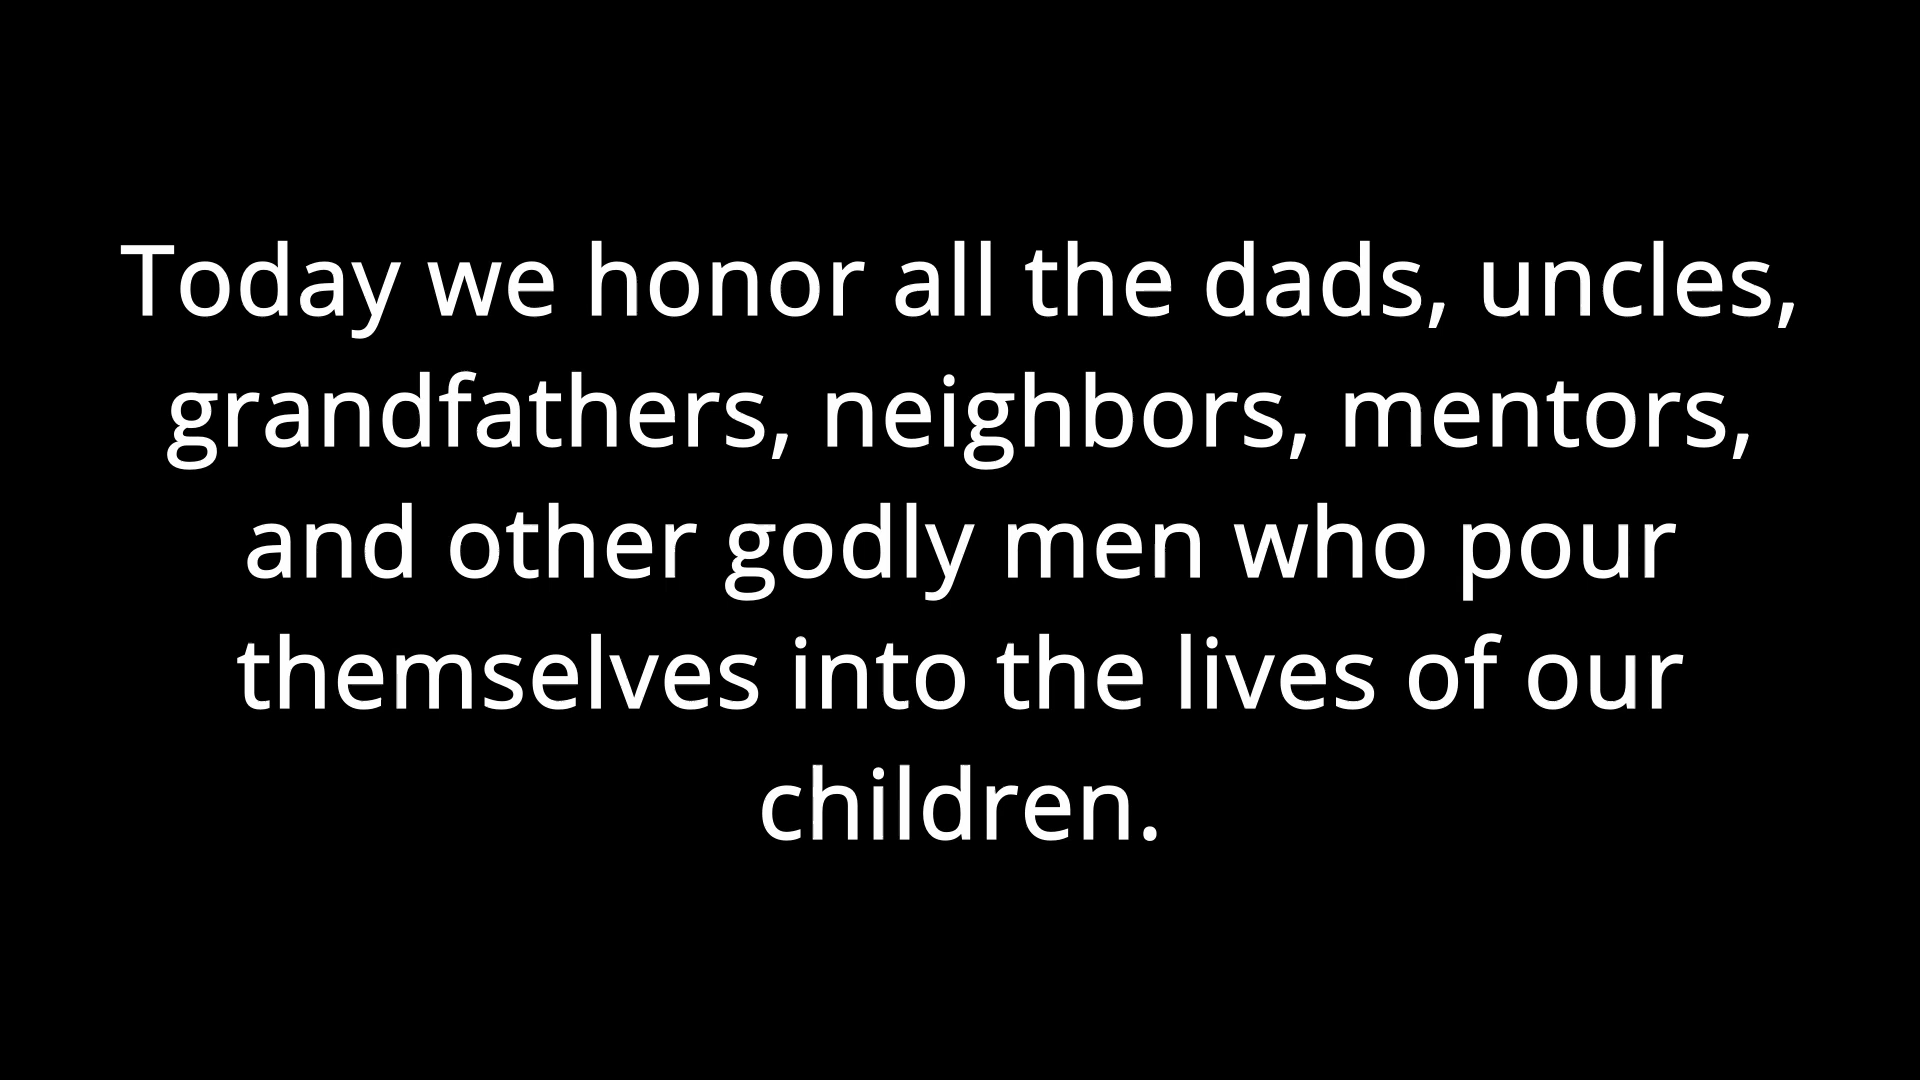 Today we honor all the dads, uncles,
grandfathers, neighbors, mentors,
and other godly men who pour
themselves into the lives of our
children.